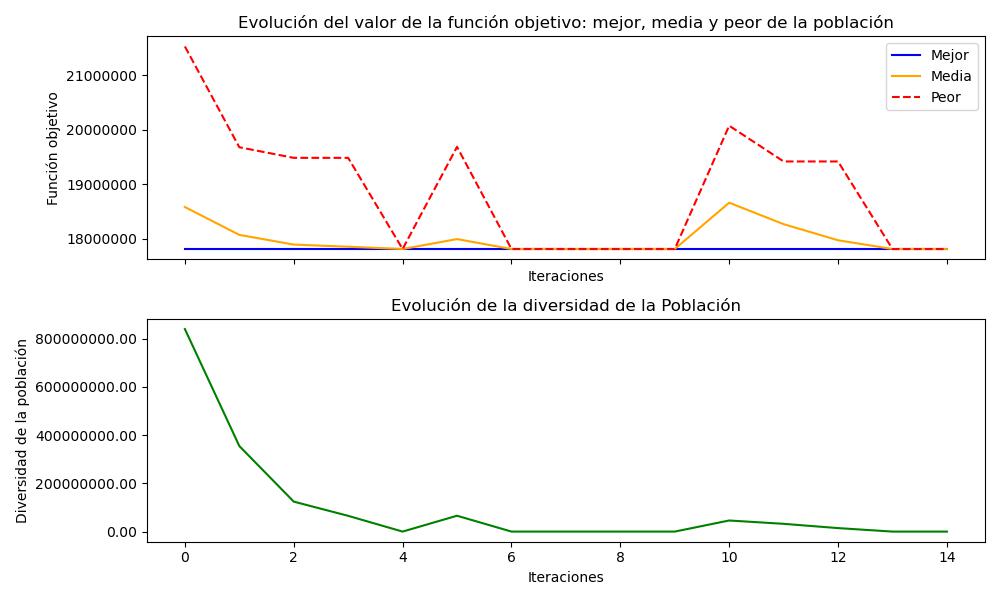 Evolución del valor de la función objetivo: mejor, media y peor de la población
Función objetivo
21000000
20000000
19000000
18000000
Mejor
Media
Peor
Iteraciones
Evolución de la diversidad de la Población
Diversidad de la población
800000000.00
600000000.00
400000000.00
200000000.00
0.00
0 2 4 6 8 10 12 14
Iteraciones